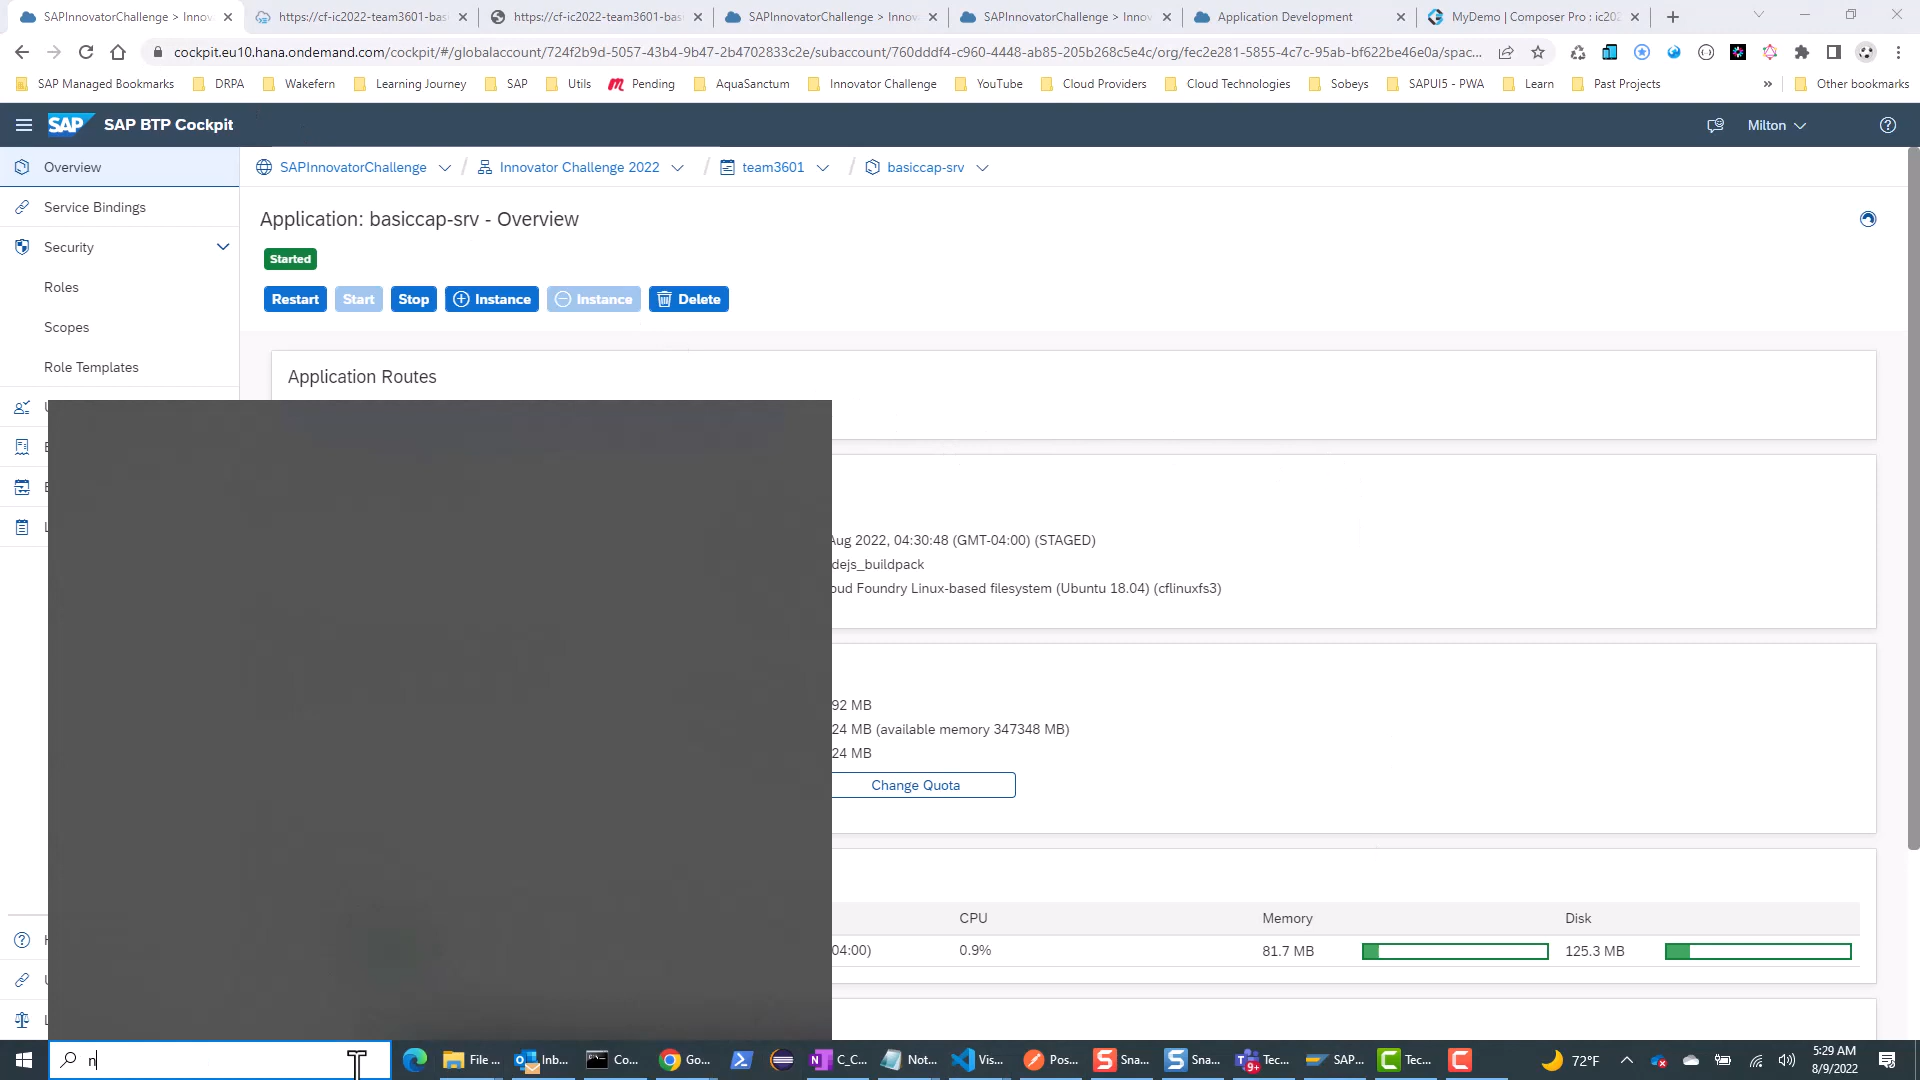 SAPInnovatorChallenge > Innov
https://cf-ic2022-team3601-basi
https://cf-ic2022-team3601-basi
SAPInnovatorChallenge > Innov
SAPInnovatorChallenge > Innov
Application Development
MyDemo | Composer Pro : ic202
cockpit.eu10.hana.ondemand.com/cockpit/#/globalaccount/724f2b9d-5057-43b4-9b47-2b4702833c2e/subaccount/760dddf4-c960-4448-ab85-205b268c5e4c/org/fec2e281-5855-4c7c-95ab-bf622be46e0a/spac...
SAP Managed Bookmarks
DRPA
Wakefern
Learning Journey
SAP
Utils
Pending
AquaSanctum
Innovator Challenge
YouTube
Cloud Providers
Cloud Technologies
Sobeys
SAPUI5 - PWA
Learn
Past Projects
»
Other bookmarks
SAP
SAP BTP Cockpit
Milton
Overview
SAPInnovatorChallenge / Innovator Challenge 2022 / team3601 / basiccap-srv
Service Bindings
Application: basiccap-srv - Overview
Security
Started
Roles
Restart
Start
Stop
Instance
Instance
Delete
Scopes
Role Templates
Application Routes
Aug 2022, 04:30:48 (GMT-04:00) (STAGED)
dejs_buildpack
oud Foundry Linux-based filesystem (Ubuntu 18.04) (cflinuxfs3)
92 MB
24 MB (available memory 347348 MB)
24 MB
Change Quota
CPU
Memory
Disk
04:00)
0.9%
81.7 MB
125.3 MB
n
File ...
Inb...
Co...
Go...
C_C...
Not...
Vis...
Pos...
Sna...
Sna...
9+
Tec...
SAP...
Tec...
72°F
5:29 AM
8/9/2022